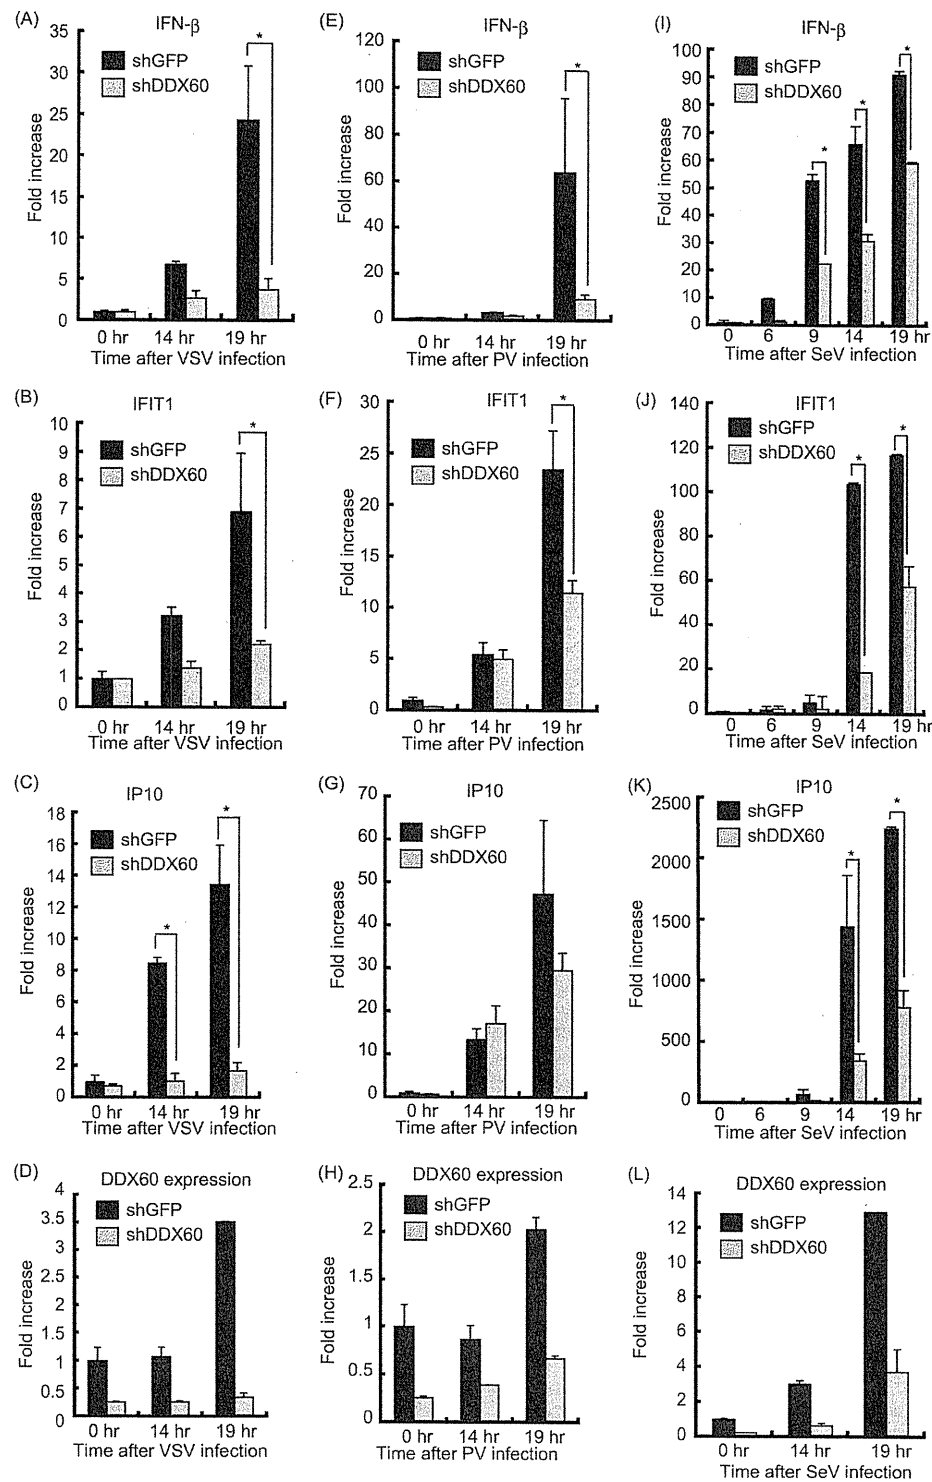 (A)
IFN-β
35
30
25
20
15
10
5
0
Fold increase
shGFP
shDDX60
*
0 hr 14 hr 19 hr
Time after VSV infection
(E)
IFN-β
120
100
80
60
40
20
0
Fold increase
shGFP
shDDX60
*
0 hr 14 hr 19 hr
Time after PV infection
(I)
IFN-β
100
90
80
70
60
50
40
30
20
10
0
Fold increase
shGFP
shDDX60
* * *
0 6 9 14 19 hr
Time after SeV infection
(B)
IFIT1
10
9
8
7
6
5
4
3
2
1
0
Fold increase
shGFP
shDDX60
*
0 hr 14 hr 19 hr
Time after VSV infection
(F)
IFIT1
30
25
20
15
10
5
0
Fold increase
shGFP
shDDX60
*
0 hr 14 hr 19 hr
Time after PV infection
(J)
IFIT1
140
120
100
80
60
40
20
0
Fold increase
shGFP
shDDX60
* *
0 6 9 14 19 hr
Time after SeV infection
(C)
IP10
18
16
14
12
10
8
6
4
2
0
Fold increase
shGFP
shDDX60
* *
0 hr 14 hr 19 hr
Time after VSV infection
(G)
IP10
70
60
50
40
30
20
10
0
Fold increase
shGFP
shDDX60
0 hr 14 hr 19 hr
Time after PV infection
(K)
IP10
2500
2000
1500
1000
500
0
Fold increase
shGFP
shDDX60
* *
0 6 9 14 19 hr
Time after SeV infection
(D)
DDX60 expression
4
3.5
3
2.5
2
1.5
1
0.5
0
Fold increase
shGFP
shDDX60
0 hr 14 hr 19 hr
Time after VSV infection
(H)
DDX60 expression
2.5
2
1.5
1
0.5
0
Fold increase
shGFP
shDDX60
0 hr 14 hr 19 hr
Time after PV infection
(L)
DDX60 expression
14
12
10
8
6
4
2
0
Fold increase
shGFP
shDDX60
0 hr 14 hr 19 hr
Time after SeV infection